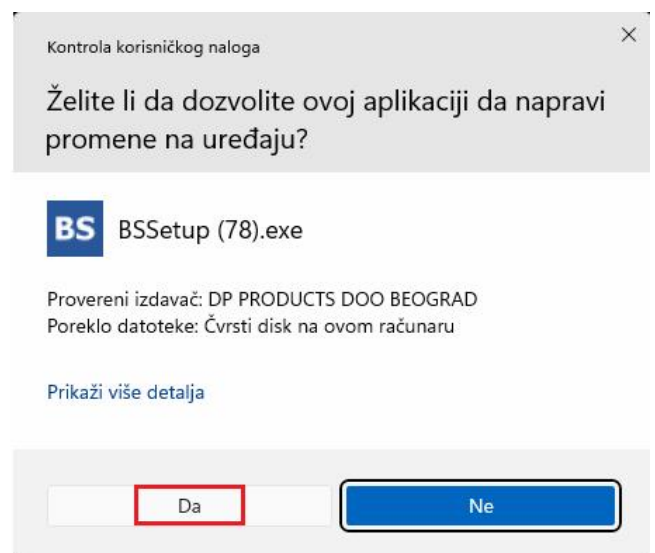 Kontrola korisničkog naloga
Želite li da dozvolite ovoj aplikaciji da napravi
promene na uređaju?
BS BSSetup (78).exe
Provereni izdavač: DP PRODUCTS DOO BEOGRAD
Poreklo datoteke: Čvrsti disk na ovom računaru
Prikaži više detalja
Da Ne